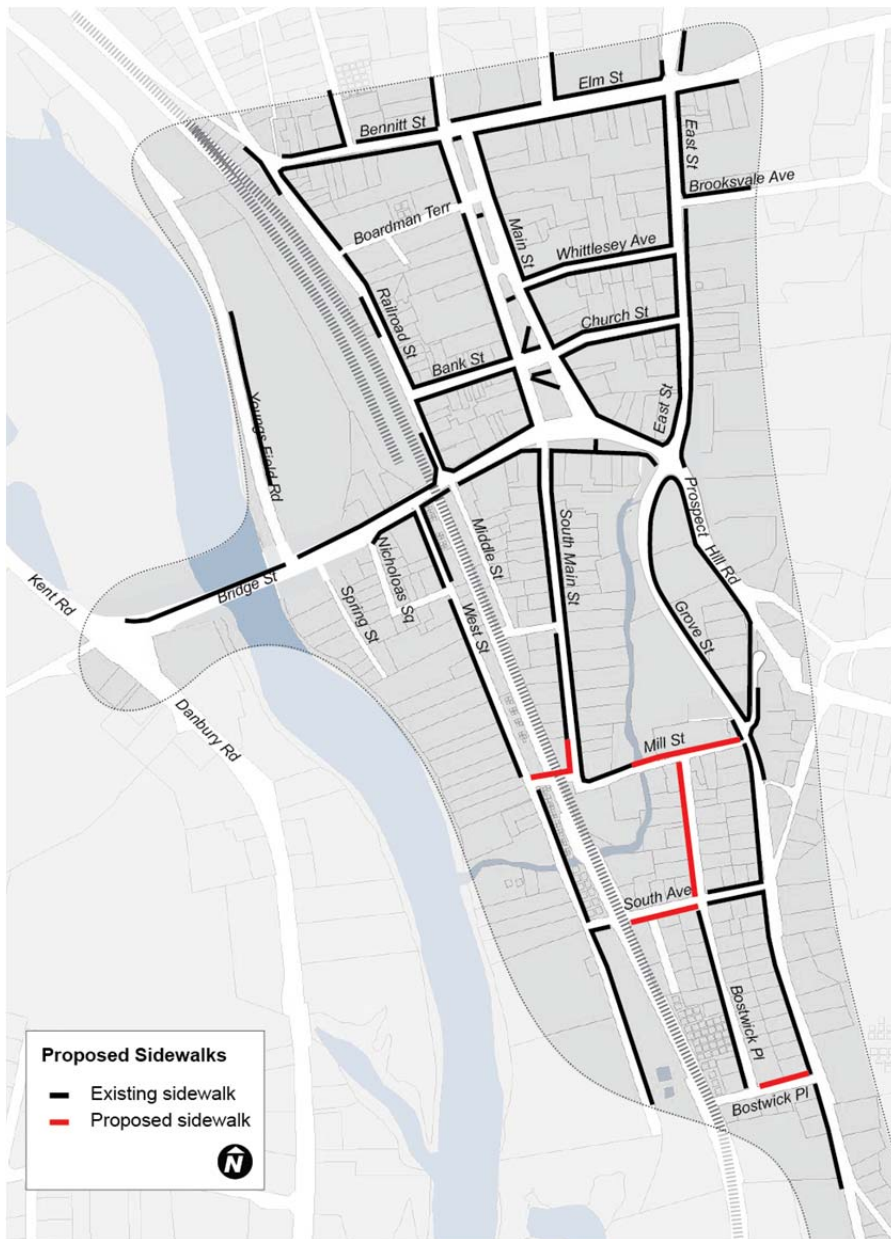 Elm St
Bennitt St
East St
Brooksvale Ave
Boardman Terr
Main St
Whittlesey Ave
Railroad St
Church St
Bank St
Youngs Field Rd
East St
Prospect Hill Rd
Middle St
South Main St
Nicholoas Sq
Kent Rd
Bridge St
Spring St
West St
Grove St
Danbury Rd
Mill St
South Ave
Bostwick Pl
Bostwick Pl
Proposed Sidewalks
Existing sidewalk
Proposed sidewalk
N